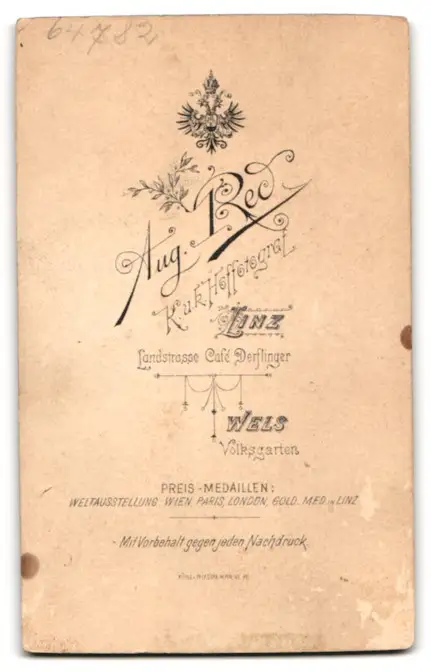 64782
Aug. Red
K. u. k. Hoffotograf
LINZ
Landstrasse Café Derflinger
WELS
Volksgarten
PREIS-MEDAILLEN:
WELTAUSSTELLUNG WIEN, PARIS, LONDON, GOLD. MED. IN LINZ
Mit Vorbehalt gegen jeden Nachdruck.